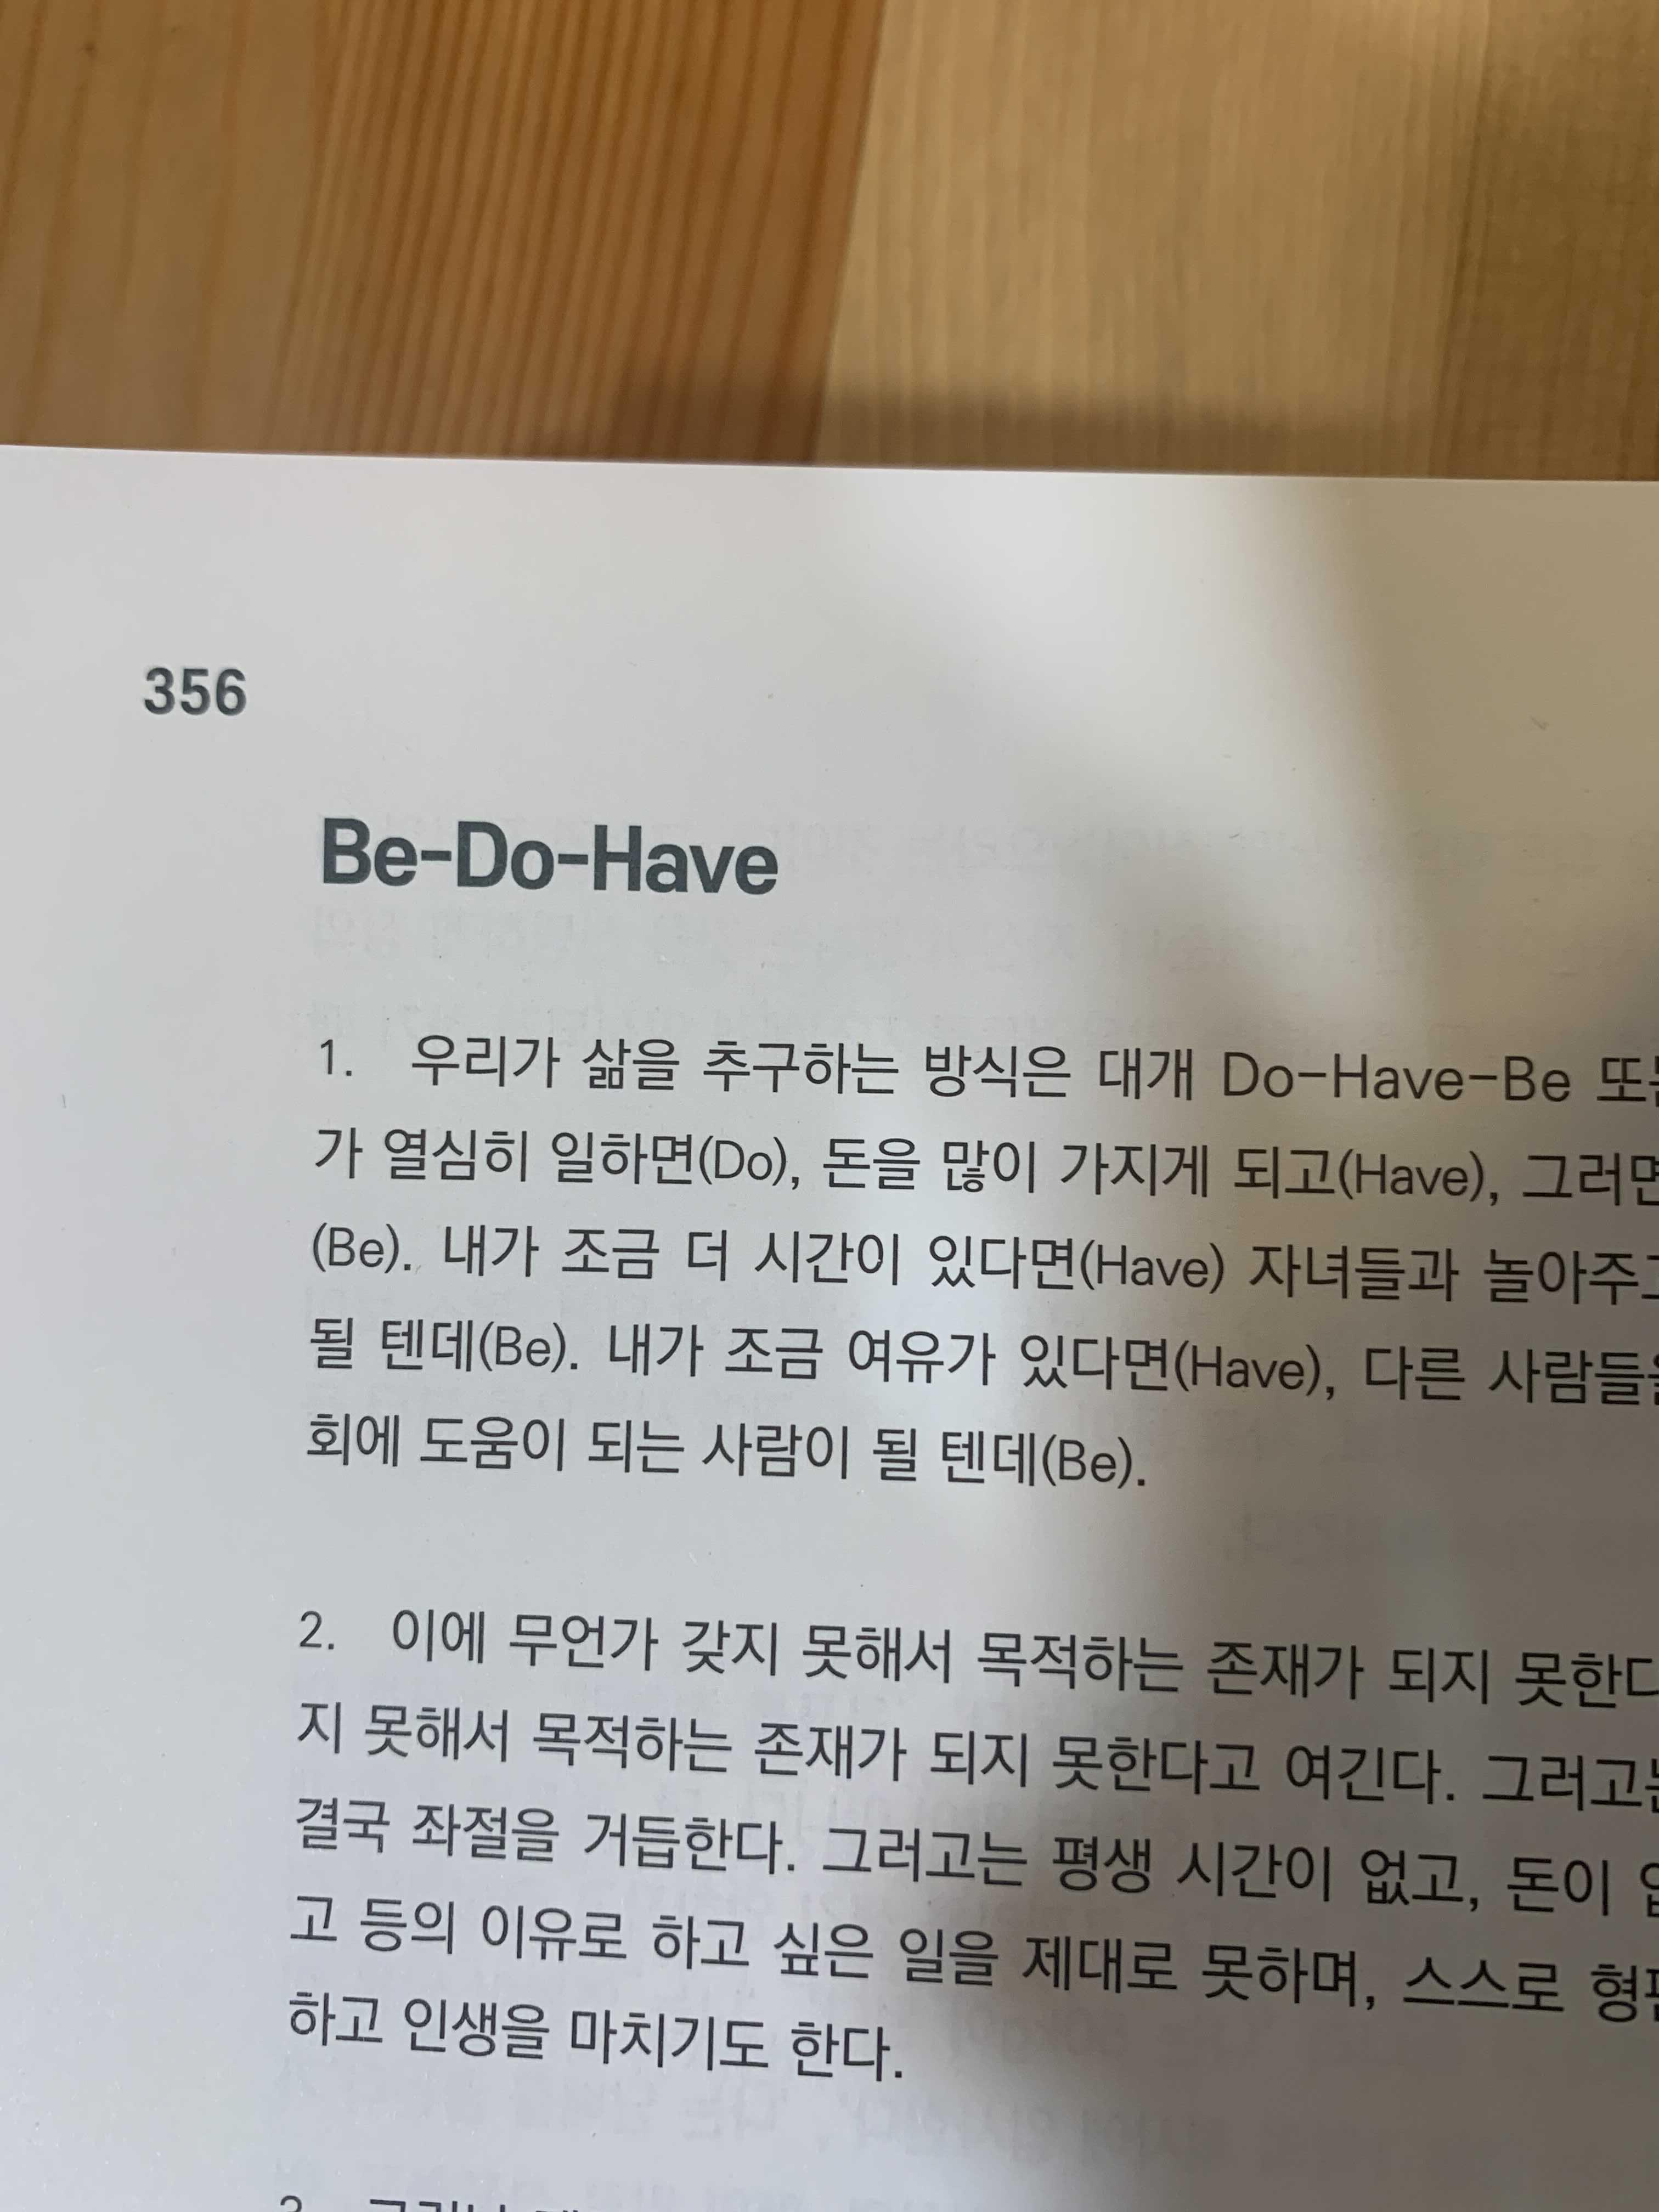 356
Be-Do-Have
1. 우리가 삶을 추구하는 방식은 대개 Do-Have-Be
가 열심히 일하면(Do), 돈을 많이 가지게 되고(Have), 그러면
(Be). 내가 조금 더 시간이 있다면(Have) 자녀들과 놀아주고
될 텐데(Be). 내가 조금 여유가 있다면(Have), 다른 사람들을
회에 도움이 되는 사람이 될 텐데(Be).
2. 이에 무언가 갖지 못해서 목적하는 존재가 되지
지 못해서 목적하는 존재가 되지 못한다고 여긴다. 그러고는
결국 좌절을 거듭한다. 그러고는 평생 시간이 없고, 돈이
고 등의 이유로 하고 싶은 일을 제대로 못하며, 스스로
하고 인생을 마치기도 한다.